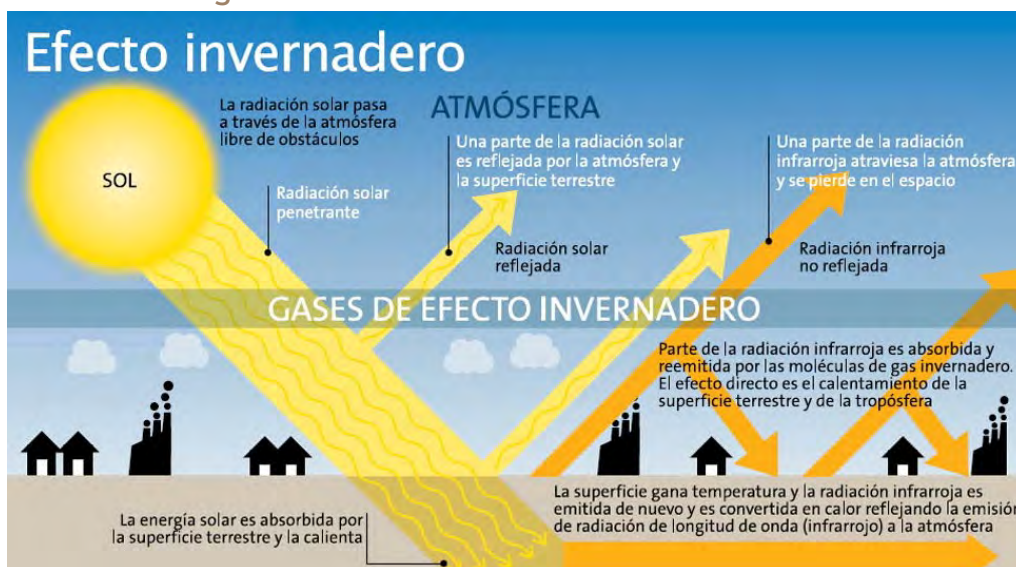 Efecto invernadero
SOL
La radiación solar pasa
a través de la atmósfera
libre de obstáculos
ATMÓSFERA
Radiación solar
penetrante
Una parte de la radiación solar
es reflejada por la atmósfera y
la superficie terrestre
Radiación solar
reflejada
Una parte de la radiación
infrarroja atraviesa la atmósfera
y se pierde en el espacio
Radiación infrarroja
no reflejada
GASES DE EFECTO INVERNADERO
Parte de la radiación infrarroja es absorbida y
reemitida por las moléculas de gas invernadero.
El efecto directo es el calentamiento de la
superficie terrestre y de la tropósfera
La energía solar es absorbida por
la superficie terrestre y la calienta
La superficie gana temperatura y la radiación infrarroja es
emitida de nuevo y es convertida en calor reflejando la emisión
de radiación de longitud de onda (infrarrojo) a la atmósfera